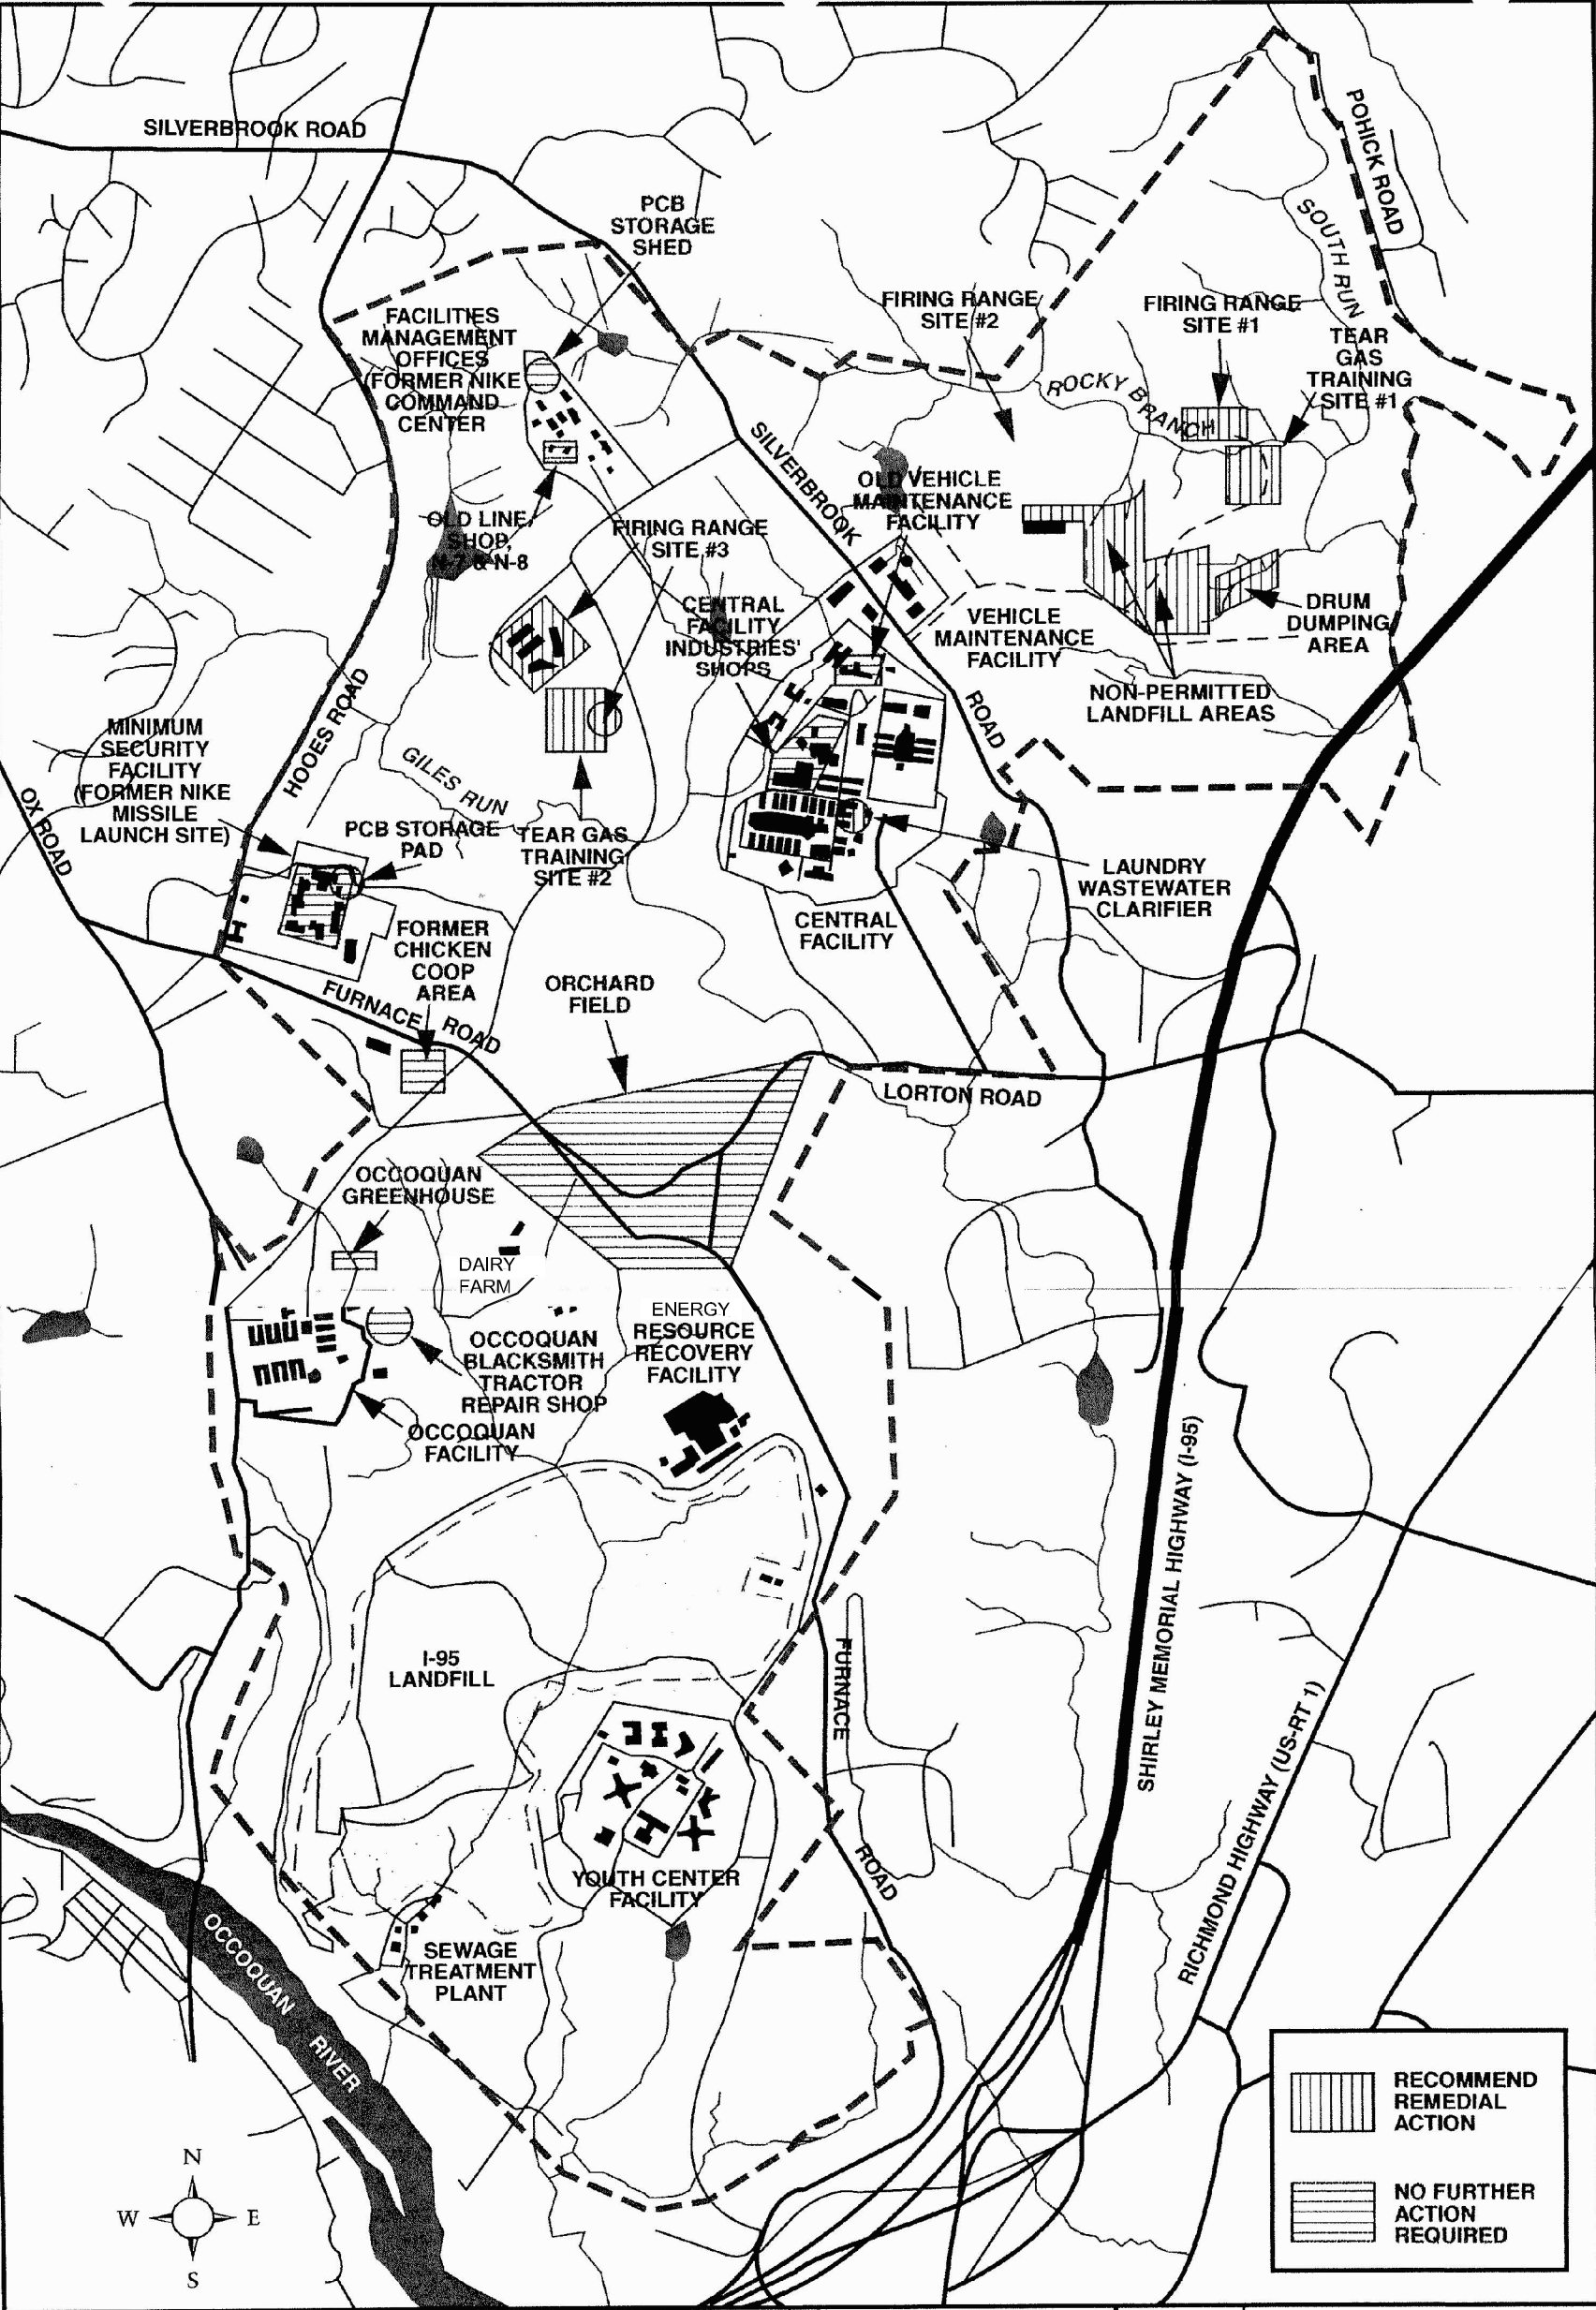 SILVERBROOK ROAD
POHICK ROAD
SOUTH RUN
PCB
STORAGE
SHED
FIRING RANGE
SITE #2
FIRING RANGE
SITE #1
TEAR
GAS
TRAINING
SITE #1
FACILITIES
MANAGEMENT
OFFICES
(FORMER NIKE
COMMAND
CENTER
ROCKY BRANCH
SILVERBROOK
ROAD
OLD VEHICLE
MAINTENANCE
FACILITY
OLD LINE
SHOP,
N-7 & N-8
FIRING RANGE
SITE #3
CENTRAL
FACILITY
INDUSTRIES'
SHOPS
VEHICLE
MAINTENANCE
FACILITY
DRUM
DUMPING
AREA
NON-PERMITTED
LANDFILL AREAS
HOOES ROAD
MINIMUM
SECURITY
FACILITY
(FORMER NIKE
MISSILE
LAUNCH SITE)
OX ROAD
GILES RUN
PCB STORAGE
PAD
TEAR GAS
TRAINING
SITE #2
LAUNDRY
WASTEWATER
CLARIFIER
CENTRAL
FACILITY
FORMER
CHICKEN
COOP
AREA
FURNACE ROAD
ORCHARD
FIELD
LORTON ROAD
OCCOQUAN
GREENHOUSE
DAIRY
FARM
ENERGY
RESOURCE
RECOVERY
FACILITY
OCCOQUAN
BLACKSMITH
TRACTOR
REPAIR SHOP
OCCOQUAN
FACILITY
SHIRLEY MEMORIAL HIGHWAY (I-95)
I-95
LANDFILL
FURNACE
ROAD
RICHMOND HIGHWAY (US-RT 1)
YOUTH CENTER
FACILITY
SEWAGE
TREATMENT
PLANT
OCCOQUAN
RIVER
N
W E
S
RECOMMEND
REMEDIAL
ACTION
NO FURTHER
ACTION
REQUIRED